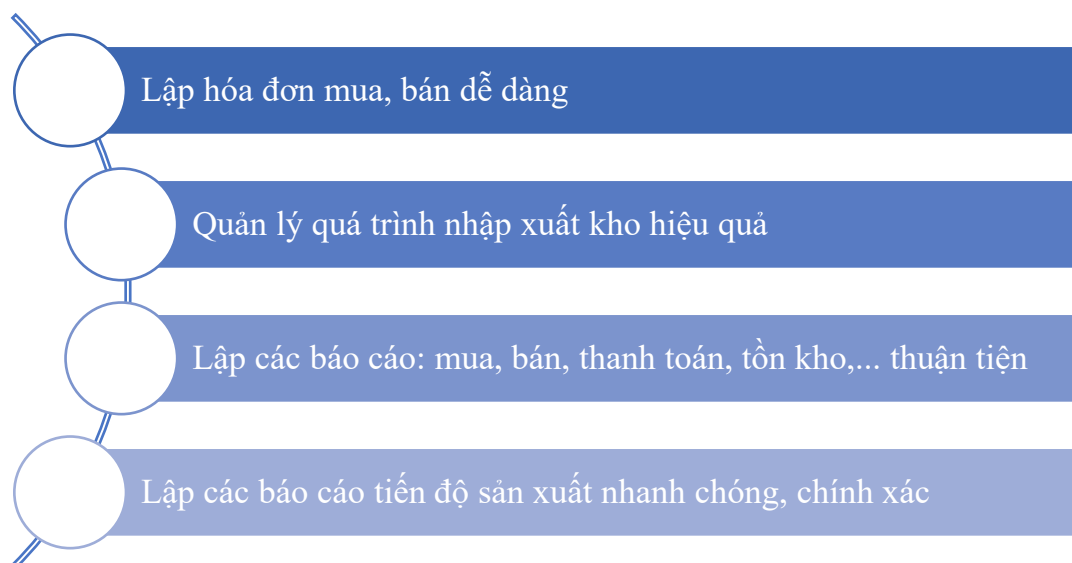 Lập hóa đơn mua, bán dễ dàng
Quản lý quá trình nhập xuất kho hiệu quả
Lập các báo cáo: mua, bán, thanh toán, tồn kho,... thuận tiện
Lập các báo cáo tiến độ sản xuất nhanh chóng, chính xác